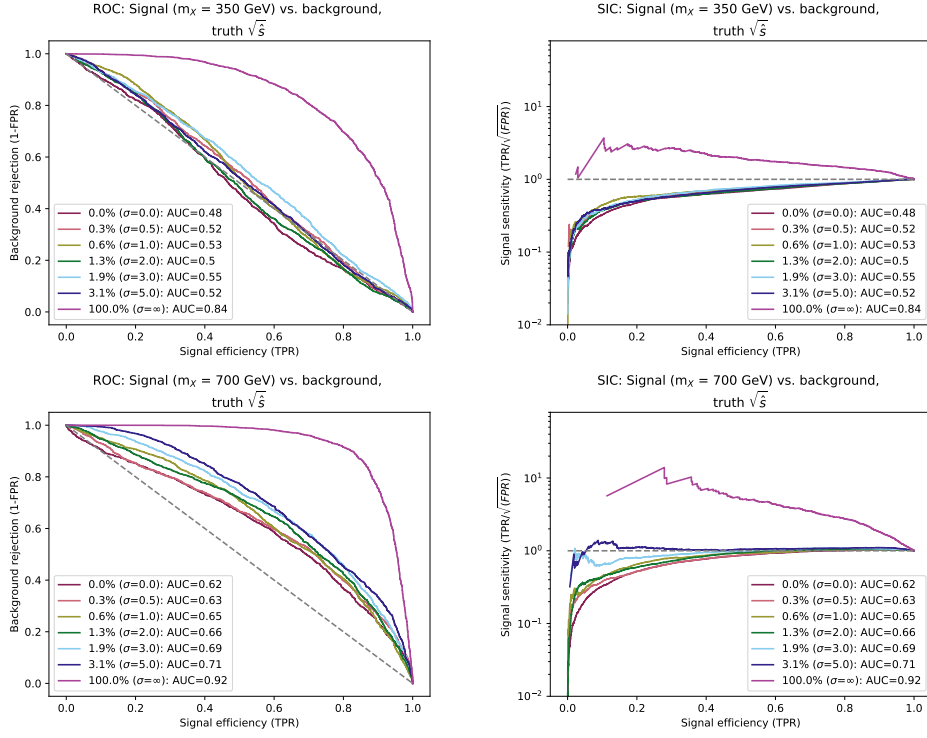 ROC: Signal (mX = 350 GeV) vs. background,
truth √ŝ
Background rejection (1-FPR)
1.0
0.8
0.6
0.4
0.2
0.0
0.0% (σ=0.0): AUC=0.48
0.3% (σ=0.5): AUC=0.52
0.6% (σ=1.0): AUC=0.53
1.3% (σ=2.0): AUC=0.5
1.9% (σ=3.0): AUC=0.55
3.1% (σ=5.0): AUC=0.52
100.0% (σ=∞): AUC=0.84
0.0 0.2 0.4 0.6 0.8 1.0
Signal efficiency (TPR)
SIC: Signal (mX = 350 GeV) vs. background,
truth √ŝ
Signal sensitivity (TPR/√(FPR))
10¹
10⁰
10⁻¹
10⁻²
0.0% (σ=0.0): AUC=0.48
0.3% (σ=0.5): AUC=0.52
0.6% (σ=1.0): AUC=0.53
1.3% (σ=2.0): AUC=0.5
1.9% (σ=3.0): AUC=0.55
3.1% (σ=5.0): AUC=0.52
100.0% (σ=∞): AUC=0.84
0.0 0.2 0.4 0.6 0.8 1.0
Signal efficiency (TPR)
ROC: Signal (mX = 700 GeV) vs. background,
truth √ŝ
Background rejection (1-FPR)
1.0
0.8
0.6
0.4
0.2
0.0
0.0% (σ=0.0): AUC=0.62
0.3% (σ=0.5): AUC=0.63
0.6% (σ=1.0): AUC=0.65
1.3% (σ=2.0): AUC=0.66
1.9% (σ=3.0): AUC=0.69
3.1% (σ=5.0): AUC=0.71
100.0% (σ=∞): AUC=0.92
0.0 0.2 0.4 0.6 0.8 1.0
Signal efficiency (TPR)
SIC: Signal (mX = 700 GeV) vs. background,
truth √ŝ
Signal sensitivity (TPR/√(FPR))
10¹
10⁰
10⁻¹
10⁻²
0.0% (σ=0.0): AUC=0.62
0.3% (σ=0.5): AUC=0.63
0.6% (σ=1.0): AUC=0.65
1.3% (σ=2.0): AUC=0.66
1.9% (σ=3.0): AUC=0.69
3.1% (σ=5.0): AUC=0.71
100.0% (σ=∞): AUC=0.92
0.0 0.2 0.4 0.6 0.8 1.0
Signal efficiency (TPR)